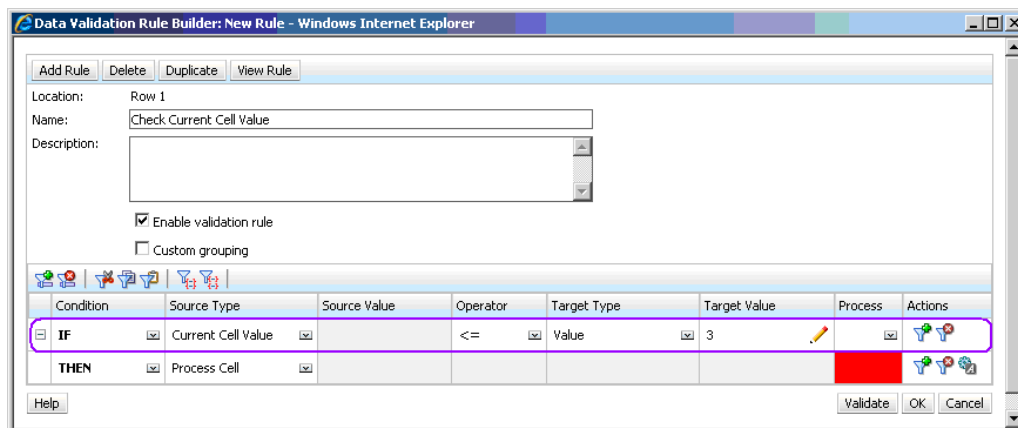 Data Validation Rule Builder: New Rule - Windows Internet Explorer
Add Rule Delete Duplicate View Rule
Location: Row 1
Name: Check Current Cell Value
Description:
Enable validation rule
Custom grouping
Condition Source Type Source Value Operator Target Type Target Value Process Actions
IF Current Cell Value <= Value 3
THEN Process Cell
Help Validate OK Cancel